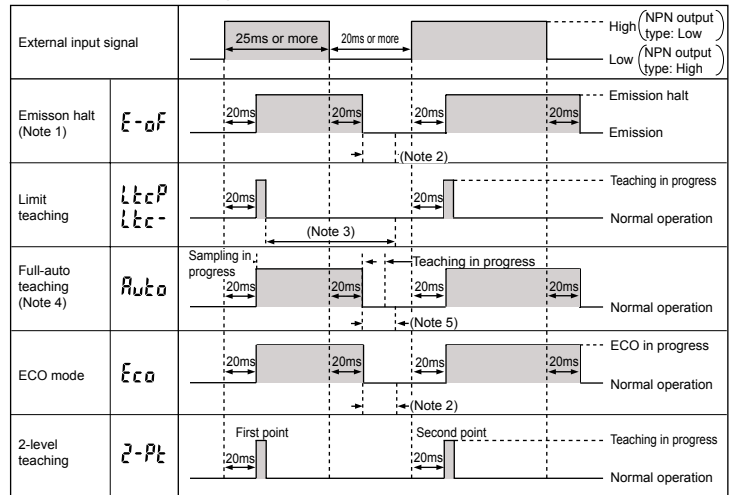 External input signal
25ms or more
20ms or more
High (NPN output type: Low)
Low (NPN output type: High)
Emisson halt (Note 1)
E-oF
20ms
20ms
20ms
20ms
(Note 2)
Emission halt
Emission
Limit teaching
LtcP
Ltc-
20ms
20ms
(Note 3)
Teaching in progress
Normal operation
Full-auto teaching (Note 4)
Auto
Sampling in progress
Teaching in progress
20ms
20ms
20ms
20ms
(Note 5)
Normal operation
ECO mode
Eco
20ms
20ms
20ms
20ms
(Note 2)
ECO in progress
Normal operation
2-level teaching
2-Pt
First point
Second point
20ms
20ms
Teaching in progress
Normal operation